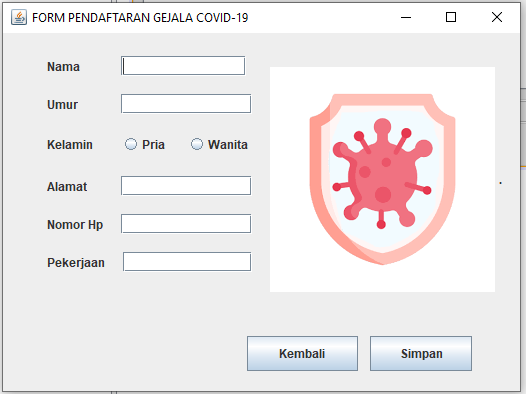 FORM PENDAFTARAN GEJALA COVID-19
Nama
Umur
Kelamin Pria Wanita
Alamat
Nomor Hp
Pekerjaan
.
Kembali Simpan